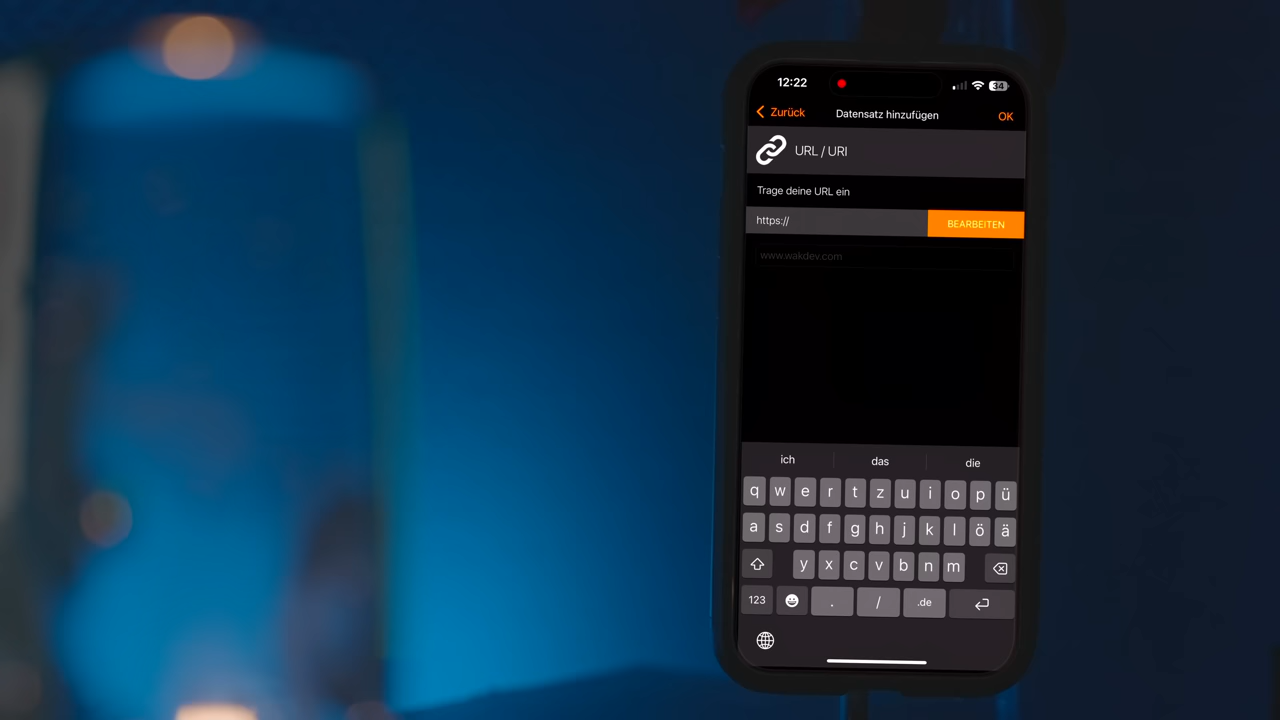 12:22 34
Zurück Datensatz hinzufügen OK
URL / URI
Trage deine URL ein
https:// BEARBEITEN
www.wakdev.com
ich das die
q w e r t z u i o p ü
a s d f g h j k l ö ä
y x c v b n m
123 . / .de